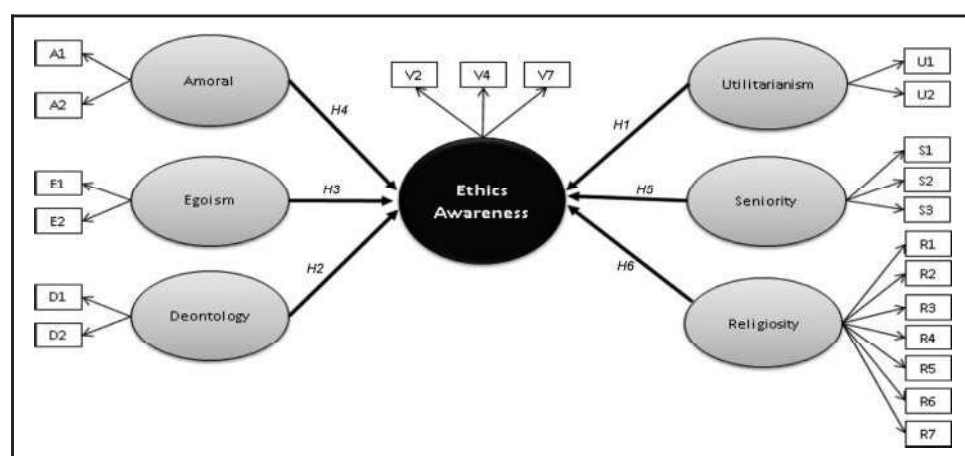 A1
A2
Amoral
H4
V2
V4
V7
Utilitarianism
U1
U2
H1
E1
E2
Egoism
H3
Ethics
Awareness
H5
Seniority
S1
S2
S3
D1
D2
Deontology
H2
H6
Religiosity
R1
R2
R3
R4
R5
R6
R7